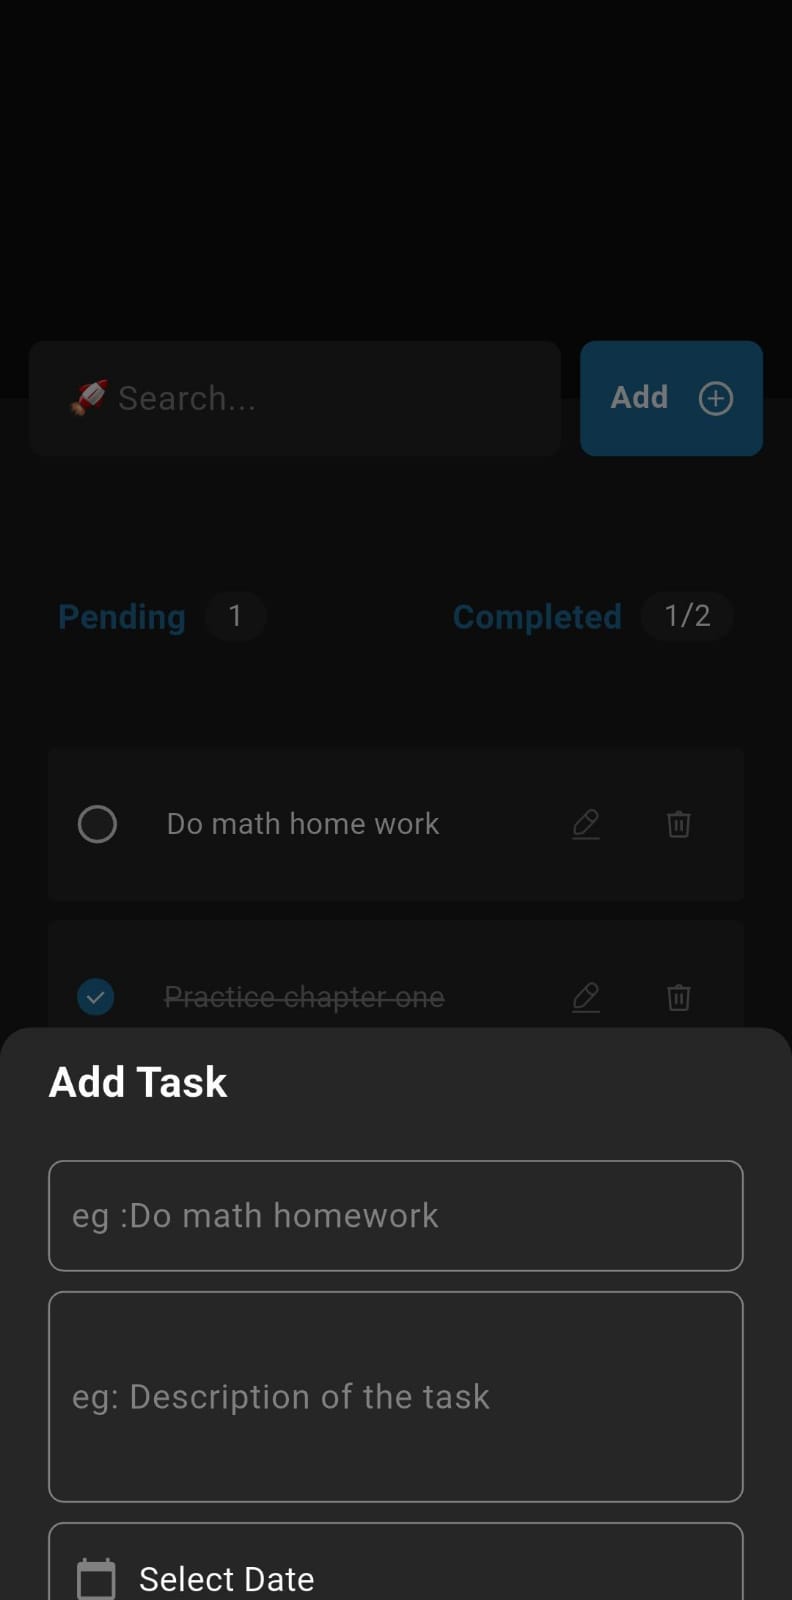 🚀 Search...
Add
Pending 1
Completed 1/2
Do math home work
Practice chapter one
Add Task
eg :Do math homework
eg: Description of the task
Select Date